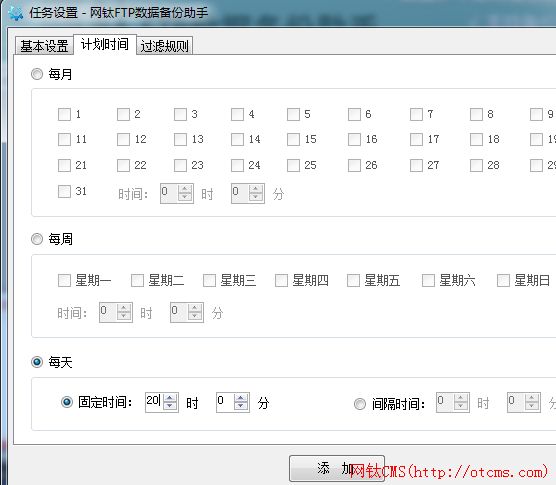 任务设置 - 网钛FTP数据备份助手
基本设置 计划时间 过滤规则
每月
1 2 3 4 5 6 7 8 9
11 12 13 14 15 16 17 18 19
21 22 23 24 25 26 27 28 29
31 时间: 0 时 0 分
每周
星期一 星期二 星期三 星期四 星期五 星期六 星期日
时间: 0 时 0 分
每天
固定时间: 20 时 0 分 间隔时间: 0 时 0 分
添 加
网钛CMS(http://otcms.com)